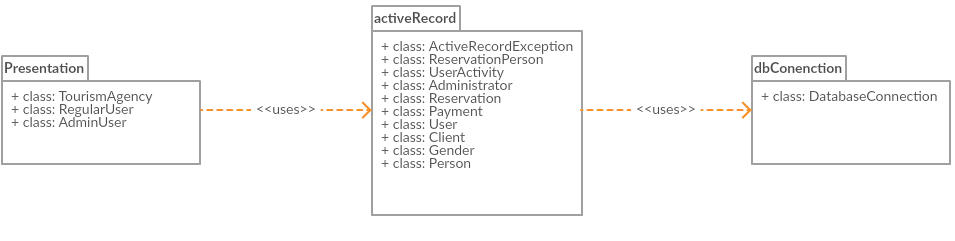 Presentation
+ class: TourismAgency
+ class: RegularUser
+ class: AdminUser
<<uses>>
activeRecord
+ class: ActiveRecordException
+ class: ReservationPerson
+ class: UserActivity
+ class: Administrator
+ class: Reservation
+ class: Payment
+ class: User
+ class: Client
+ class: Gender
+ class: Person
<<uses>>
dbConenction
+ class: DatabaseConnection